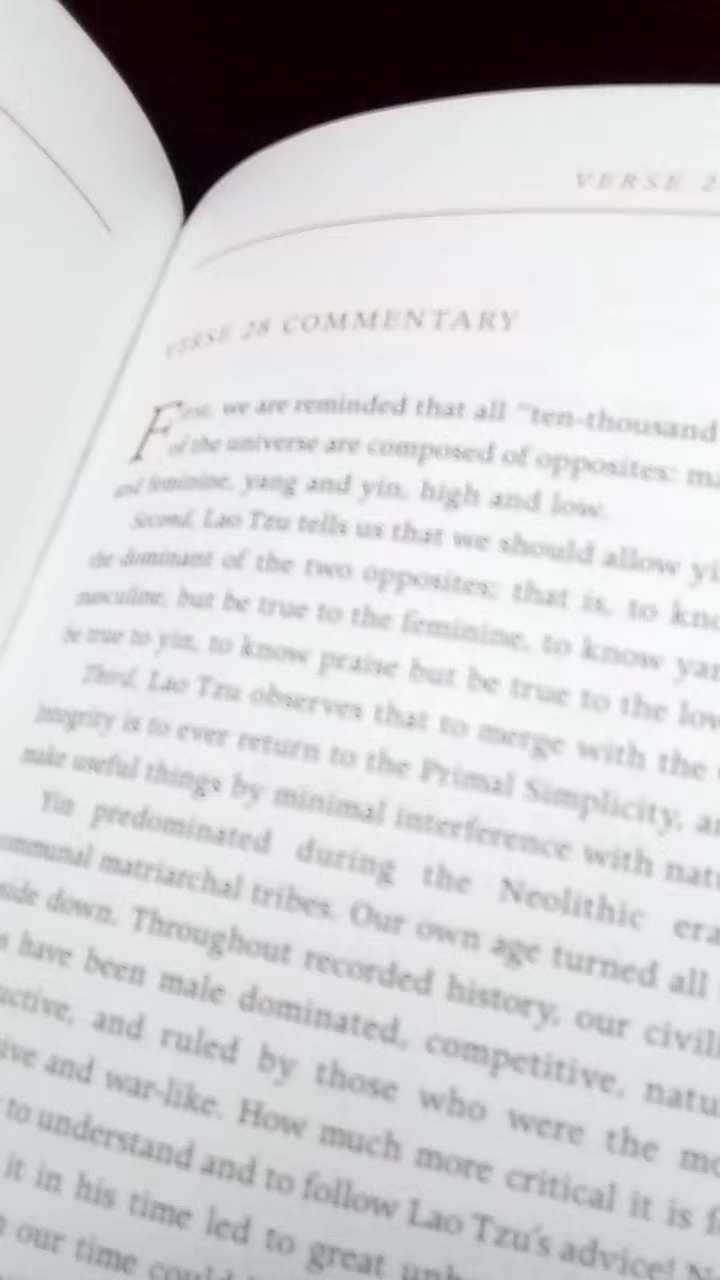 VERSE 2
VERSE 28 COMMENTARY
First, we are reminded that all "ten-thousand
of the universe are composed of opposites: ma
and feminine, yang and yin, high and low.
Second, Lao Tzu tells us that we should allow yi
the dominant of the two opposites; that is, to kno
masculine, but be true to the feminine, to know yan
be true to yin, to know praise but be true to the low
Third, Lao Tzu observes that to merge with the
Integrity is to ever return to the Primal Simplicity, an
make useful things by minimal interference with natu
Yin predominated during the Neolithic era
ommunal matriarchal tribes. Our own age turned all
side down. Throughout recorded history, our civili
s have been male dominated, competitive, natu
uctive, and ruled by those who were the mo
ive and war-like. How much more critical it is f
to understand and to follow Lao Tzu's advice!
it in his time led to great unh
n our time could